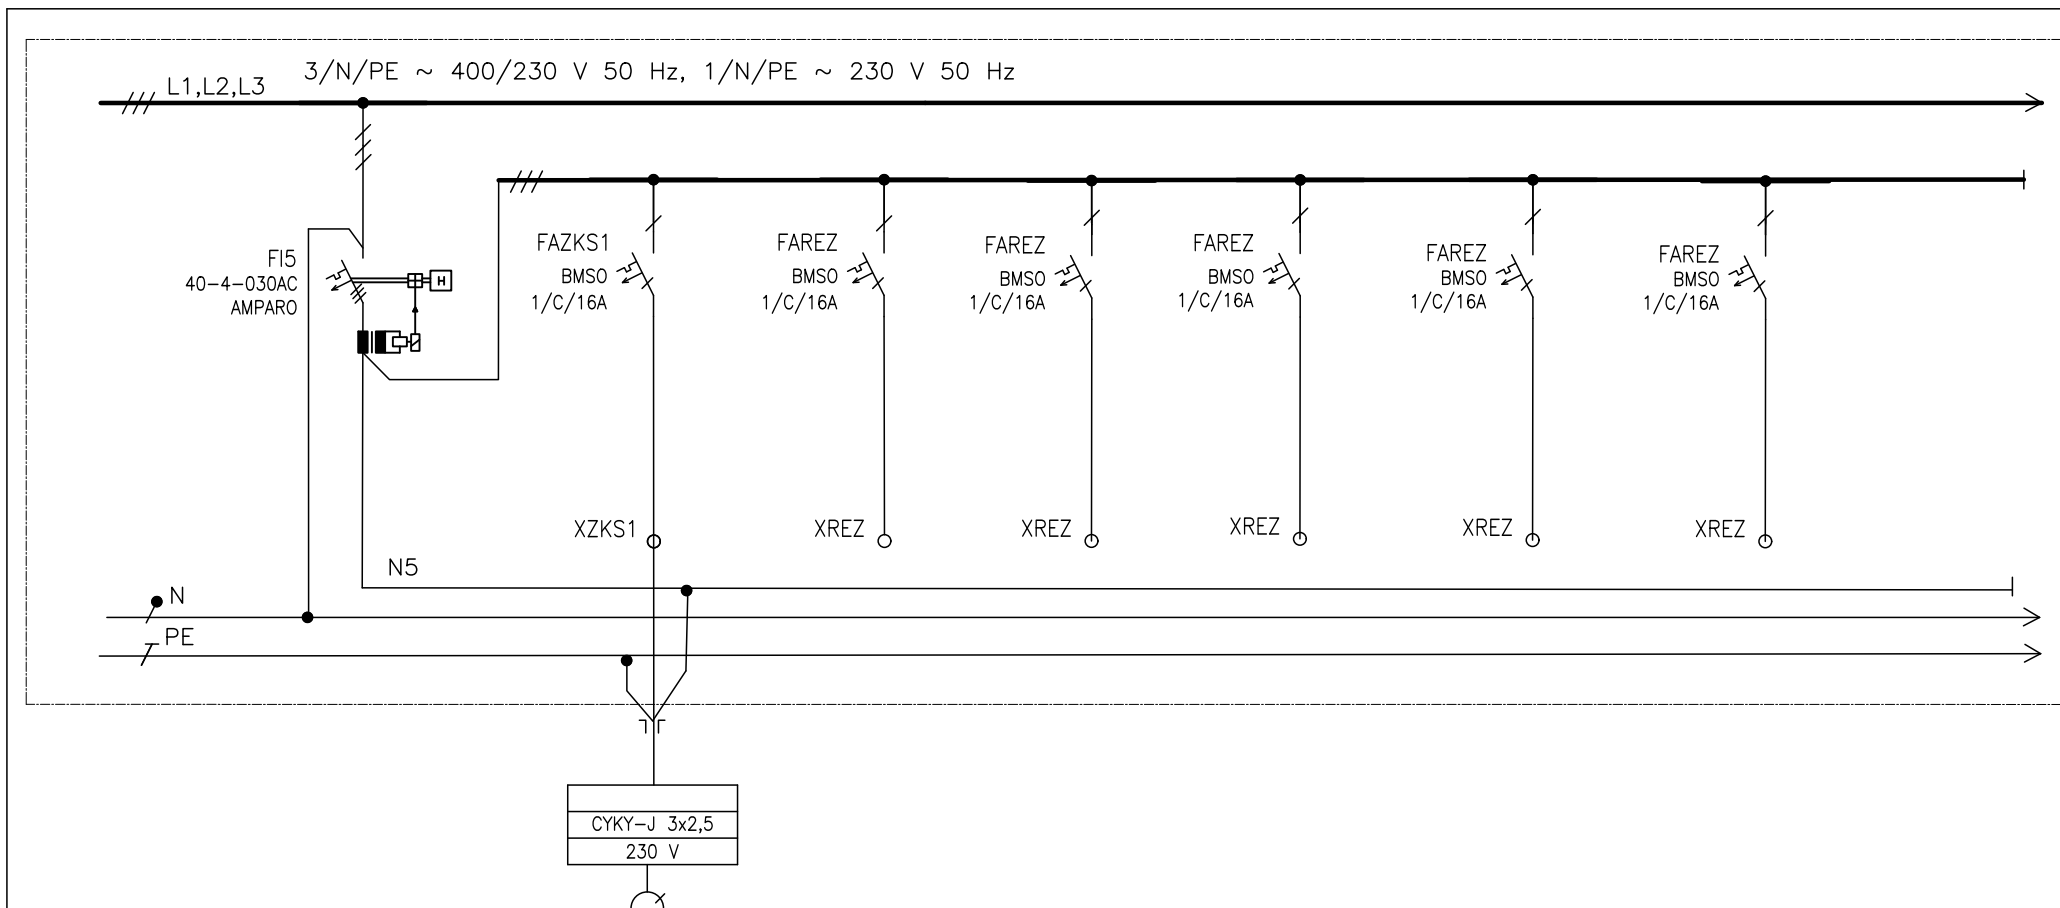 3/N/PE ~ 400/230 V 50 Hz, 1/N/PE ~ 230 V 50 Hz
L1,L2,L3
FI5
40-4-030AC
AMPARO
H
FAZKS1
BMSO
1/C/16A
FAREZ
BMSO
1/C/16A
FAREZ
BMSO
1/C/16A
FAREZ
BMSO
1/C/16A
FAREZ
BMSO
1/C/16A
FAREZ
BMSO
1/C/16A
XZKS1
XREZ
XREZ
XREZ
XREZ
XREZ
N5
N
PE
CYKY-J 3x2,5
230 V